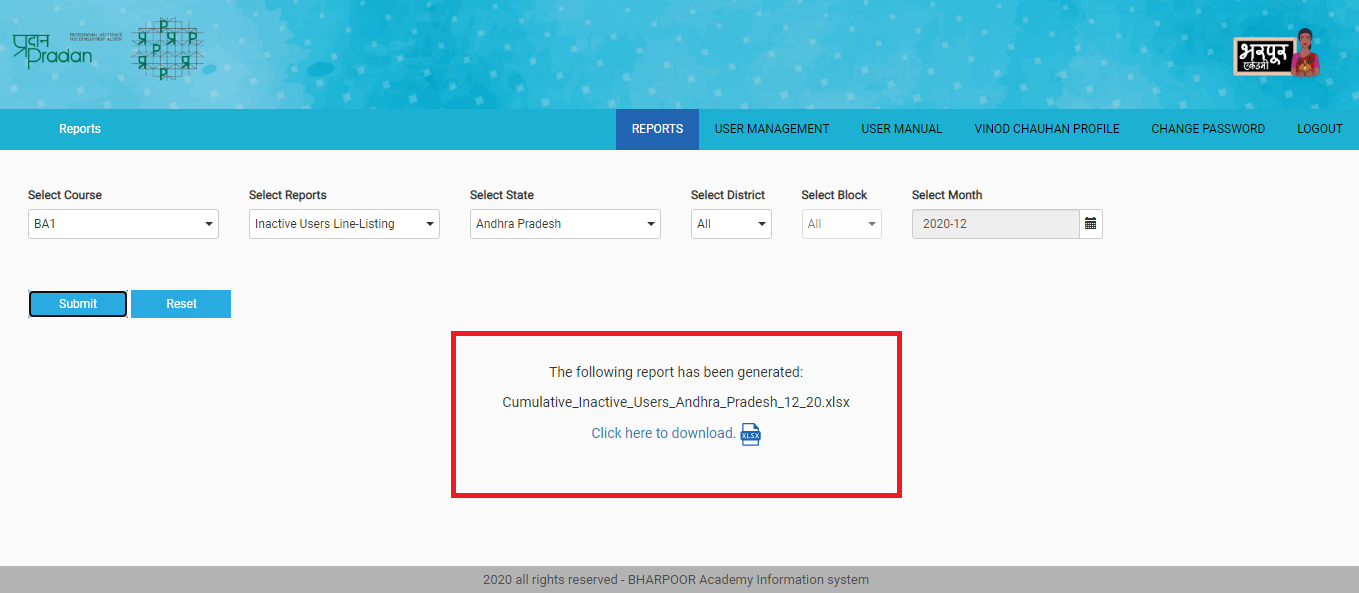 प्रदान
Pradan
PROFESSIONAL ASSISTANCE
FOR DEVELOPMENT ACTION
भरपूर
एकेडमी
Reports
REPORTS
USER MANAGEMENT
USER MANUAL
VINOD CHAUHAN PROFILE
CHANGE PASSWORD
LOGOUT
Select Course
Select Reports
Select State
Select District
Select Block
Select Month
BA1
Inactive Users Line-Listing
Andhra Pradesh
All
All
2020-12
Submit
Reset
The following report has been generated:
Cumulative_Inactive_Users_Andhra_Pradesh_12_20.xlsx
Click here to download. XLSX
2020 all rights reserved - BHARPOOR Academy Information system